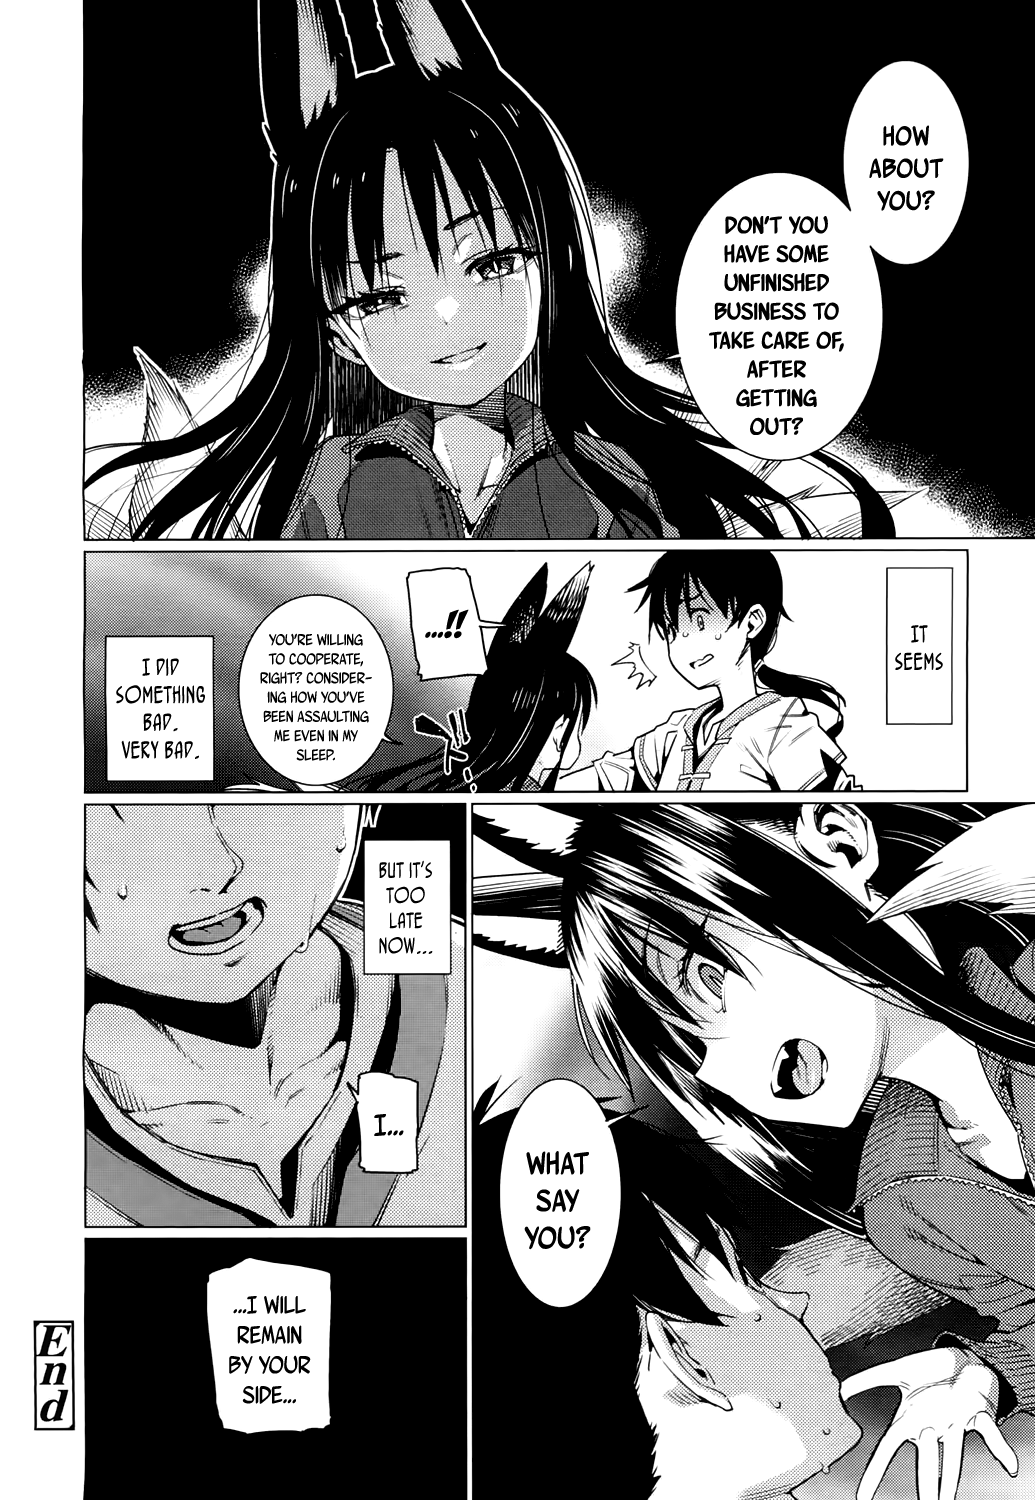 HOW
ABOUT
YOU?
DON'T YOU
HAVE SOME
UNFINISHED
BUSINESS TO
TAKE CARE OF,
AFTER
GETTING
OUT?
IT
SEEMS
....!!
YOU'RE WILLING
TO COOPERATE,
RIGHT? CONSIDER-
ING HOW YOU'VE
BEEN ASSAULTING
ME EVEN IN MY
SLEEP.
I DID
SOMETHING
BAD.
VERY BAD.
WHAT
SAY
YOU?
BUT IT'S
TOO
LATE
NOW...
I...
...I WILL
REMAIN
BY YOUR
SIDE...
End